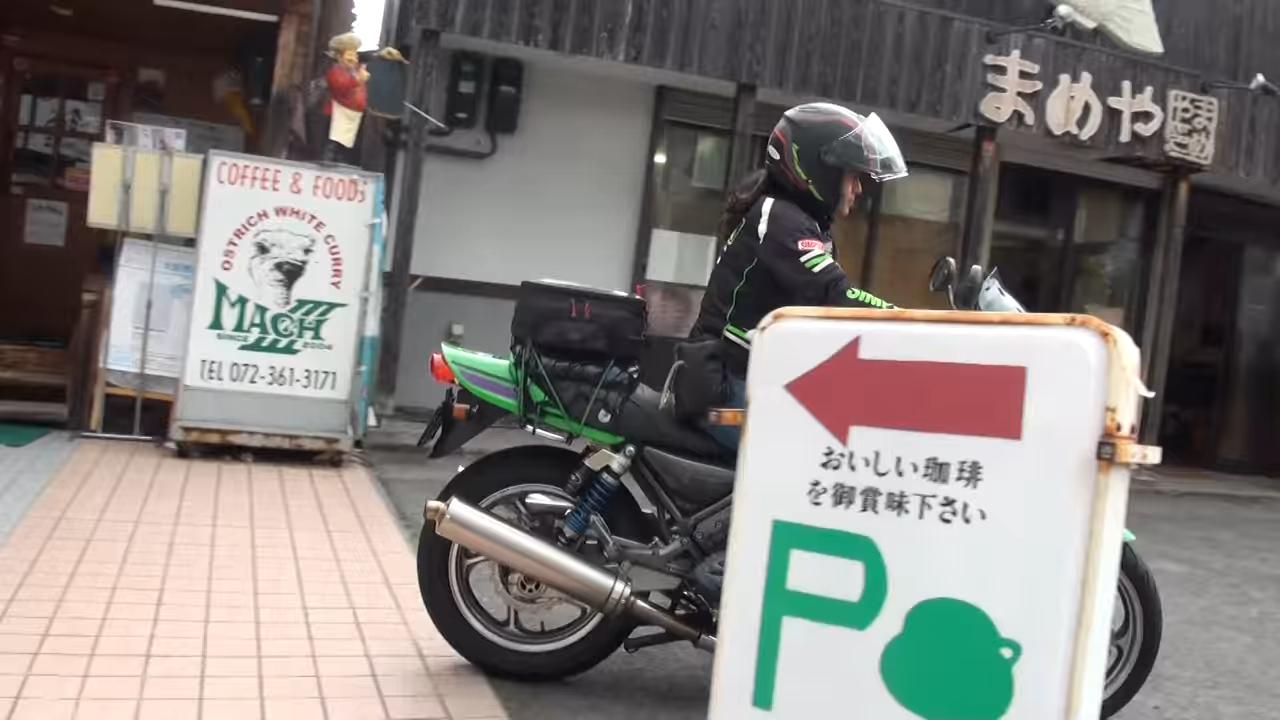 COFFEE & FOODS
OSTRICH WHITE CURRY
MACH
SINCE 2004
TEL 072-361-3171
まめや
おいしい珈琲
を御賞味下さい
P